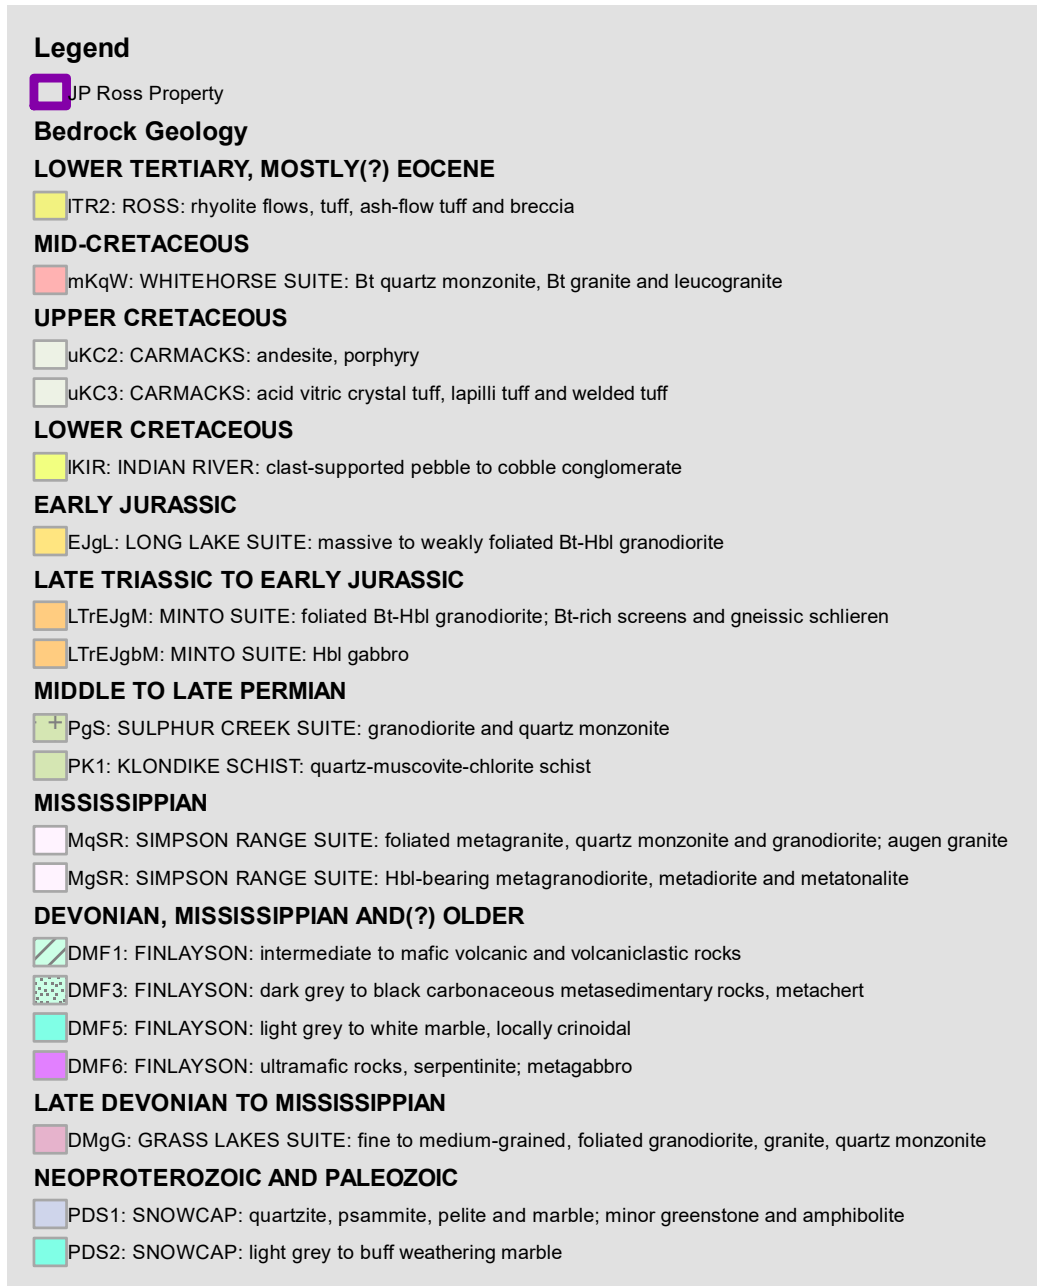 Legend
JP Ross Property
Bedrock Geology
LOWER TERTIARY, MOSTLY(?) EOCENE
lTR2: ROSS: rhyolite flows, tuff, ash-flow tuff and breccia
MID-CRETACEOUS
mKqW: WHITEHORSE SUITE: Bt quartz monzonite, Bt granite and leucogranite
UPPER CRETACEOUS
uKC2: CARMACKS: andesite, porphyry
uKC3: CARMACKS: acid vitric crystal tuff, lapilli tuff and welded tuff
LOWER CRETACEOUS
lKIR: INDIAN RIVER: clast-supported pebble to cobble conglomerate
EARLY JURASSIC
EJgL: LONG LAKE SUITE: massive to weakly foliated Bt-Hbl granodiorite
LATE TRIASSIC TO EARLY JURASSIC
LTrEJgM: MINTO SUITE: foliated Bt-Hbl granodiorite; Bt-rich screens and gneissic schlieren
LTrEJgbM: MINTO SUITE: Hbl gabbro
MIDDLE TO LATE PERMIAN
PgS: SULPHUR CREEK SUITE: granodiorite and quartz monzonite
PK1: KLONDIKE SCHIST: quartz-muscovite-chlorite schist
MISSISSIPPIAN
MqSR: SIMPSON RANGE SUITE: foliated metagranite, quartz monzonite and granodiorite; augen granite
MgSR: SIMPSON RANGE SUITE: Hbl-bearing metagranodiorite, metadiorite and metatonalite
DEVONIAN, MISSISSIPPIAN AND(?) OLDER
DMF1: FINLAYSON: intermediate to mafic volcanic and volcaniclastic rocks
DMF3: FINLAYSON: dark grey to black carbonaceous metasedimentary rocks, metachert
DMF5: FINLAYSON: light grey to white marble, locally crinoidal
DMF6: FINLAYSON: ultramafic rocks, serpentinite; metagabbro
LATE DEVONIAN TO MISSISSIPPIAN
DMgG: GRASS LAKES SUITE: fine to medium-grained, foliated granodiorite, granite, quartz monzonite
NEOPROTEROZOIC AND PALEOZOIC
PDS1: SNOWCAP: quartzite, psammite, pelite and marble; minor greenstone and amphibolite
PDS2: SNOWCAP: light grey to buff weathering marble